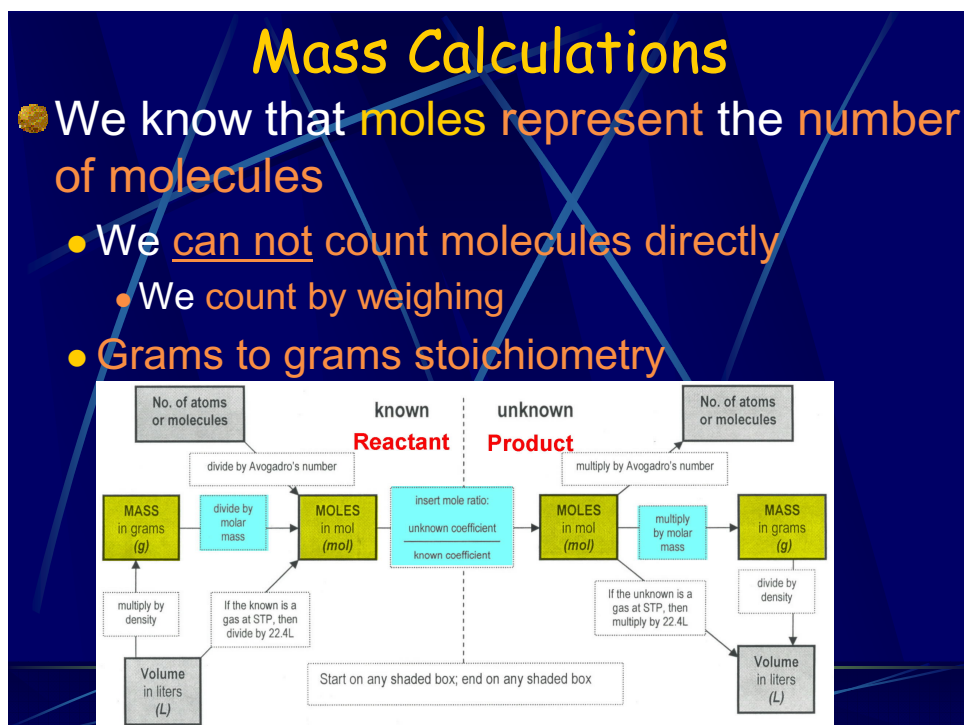 Mass Calculations
We know that moles represent the number
of molecules
We can not count molecules directly
We count by weighing
Grams to grams stoichiometry
No. of atoms
or molecules
known
unknown
No. of atoms
or molecules
Reactant
Product
divide by Avogadro's number
multiply by Avogadro's number
MASS
in grams
(g)
divide by
molar
mass
MOLES
in mol
(mol)
insert mole ratio:
unknown coefficient
known coefficient
MOLES
in mol
(mol)
multiply
by molar
mass
MASS
in grams
(g)
multiply by
density
If the known is a
gas at STP, then
divide by 22.4L
If the unknown is a
gas at STP, then
multiply by 22.4L
divide by
density
Volume
in liters
(L)
Start on any shaded box; end on any shaded box
Volume
in liters
(L)